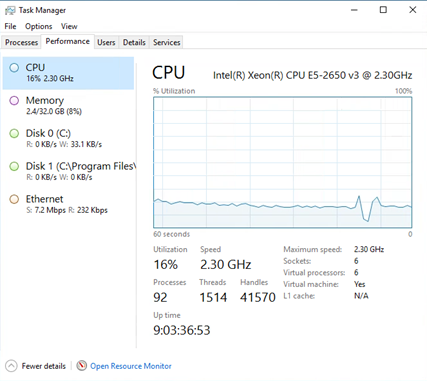 Task Manager
File Options View
Processes Performance Users Details Services
CPU
16% 2.30 GHz
Memory
2.4/32.0 GB (8%)
Disk 0 (C:)
R: 0 KB/s W: 33.1 KB/s
Disk 1 (C:\Program Files\
R: 0 KB/s W: 0 KB/s
Ethernet
S: 7.2 Mbps R: 232 Kbps
CPU Intel(R) Xeon(R) CPU E5-2650 v3 @ 2.30GHz
% Utilization 100%
60 seconds 0
Utilization Speed
16% 2.30 GHz
Processes Threads Handles
92 1514 41570
Up time
9:03:36:53
Maximum speed: 2.30 GHz
Sockets: 6
Virtual processors: 6
Virtual machine: Yes
L1 cache: N/A
Fewer details Open Resource Monitor